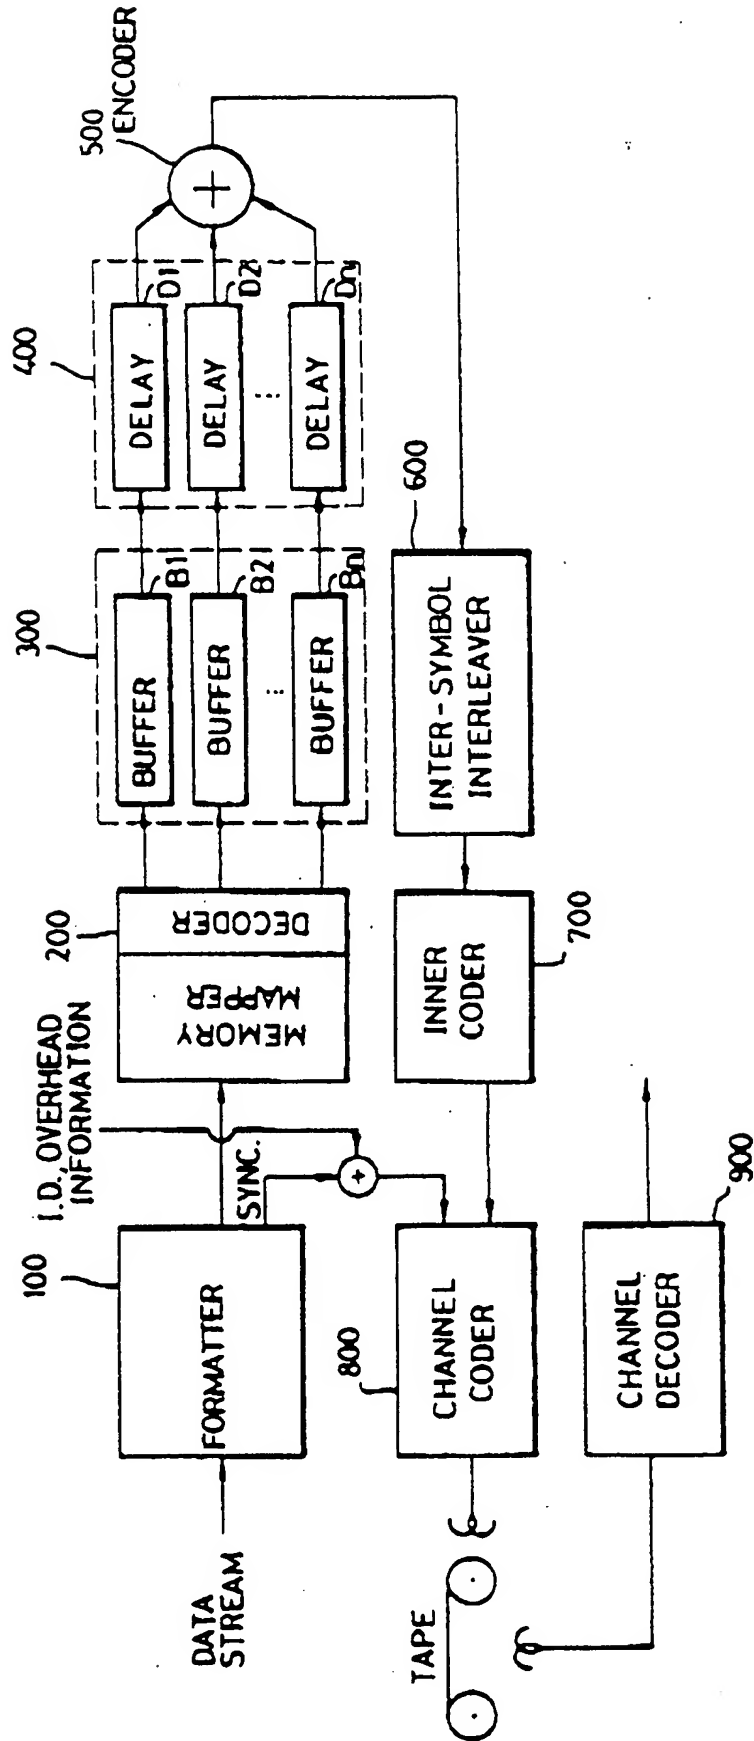 DATA
STREAM
100
FORMATTER
SYNC.
I.D., OVERHEAD
INFORMATION
+
200
MEMORY
MAPPER
DECODER
300
BUFFER
B1
BUFFER
B2
...
BUFFER
Bn
400
DELAY
D1
DELAY
D2
...
DELAY
Dn
500
ENCODER
+
600
INTER-SYMBOL
INTERLEAVER
700
INNER
CODER
800
CHANNEL
CODER
TAPE
900
CHANNEL
DECODER